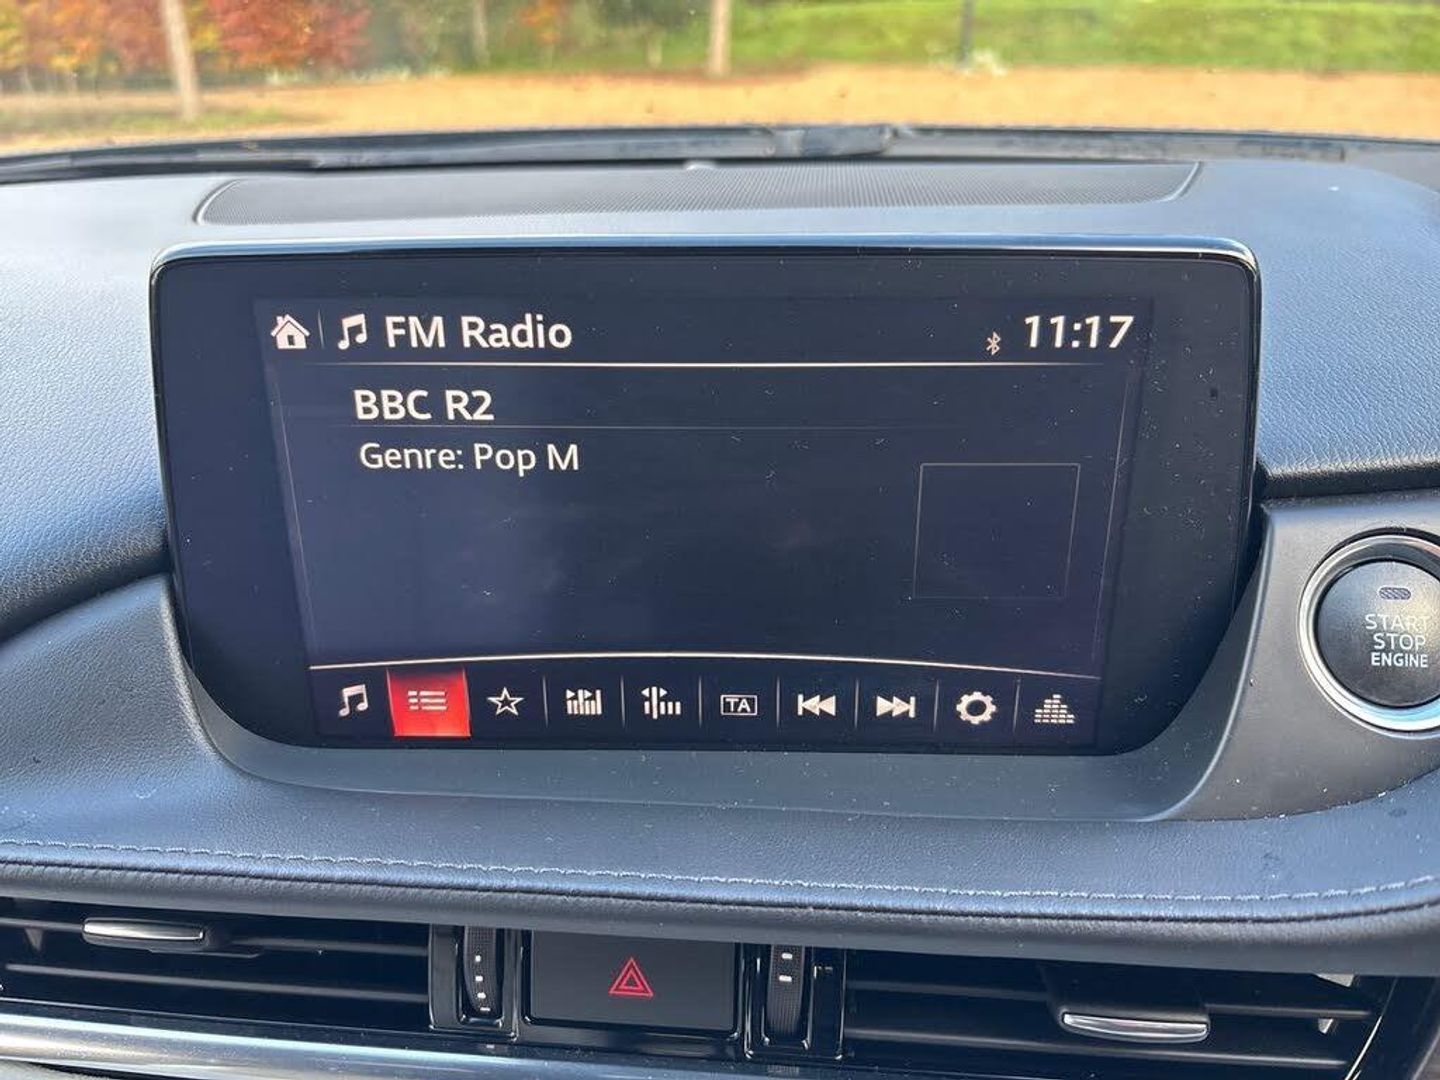 FM Radio
11:17
BBC R2
Genre: Pop M
TA
START
STOP
ENGINE